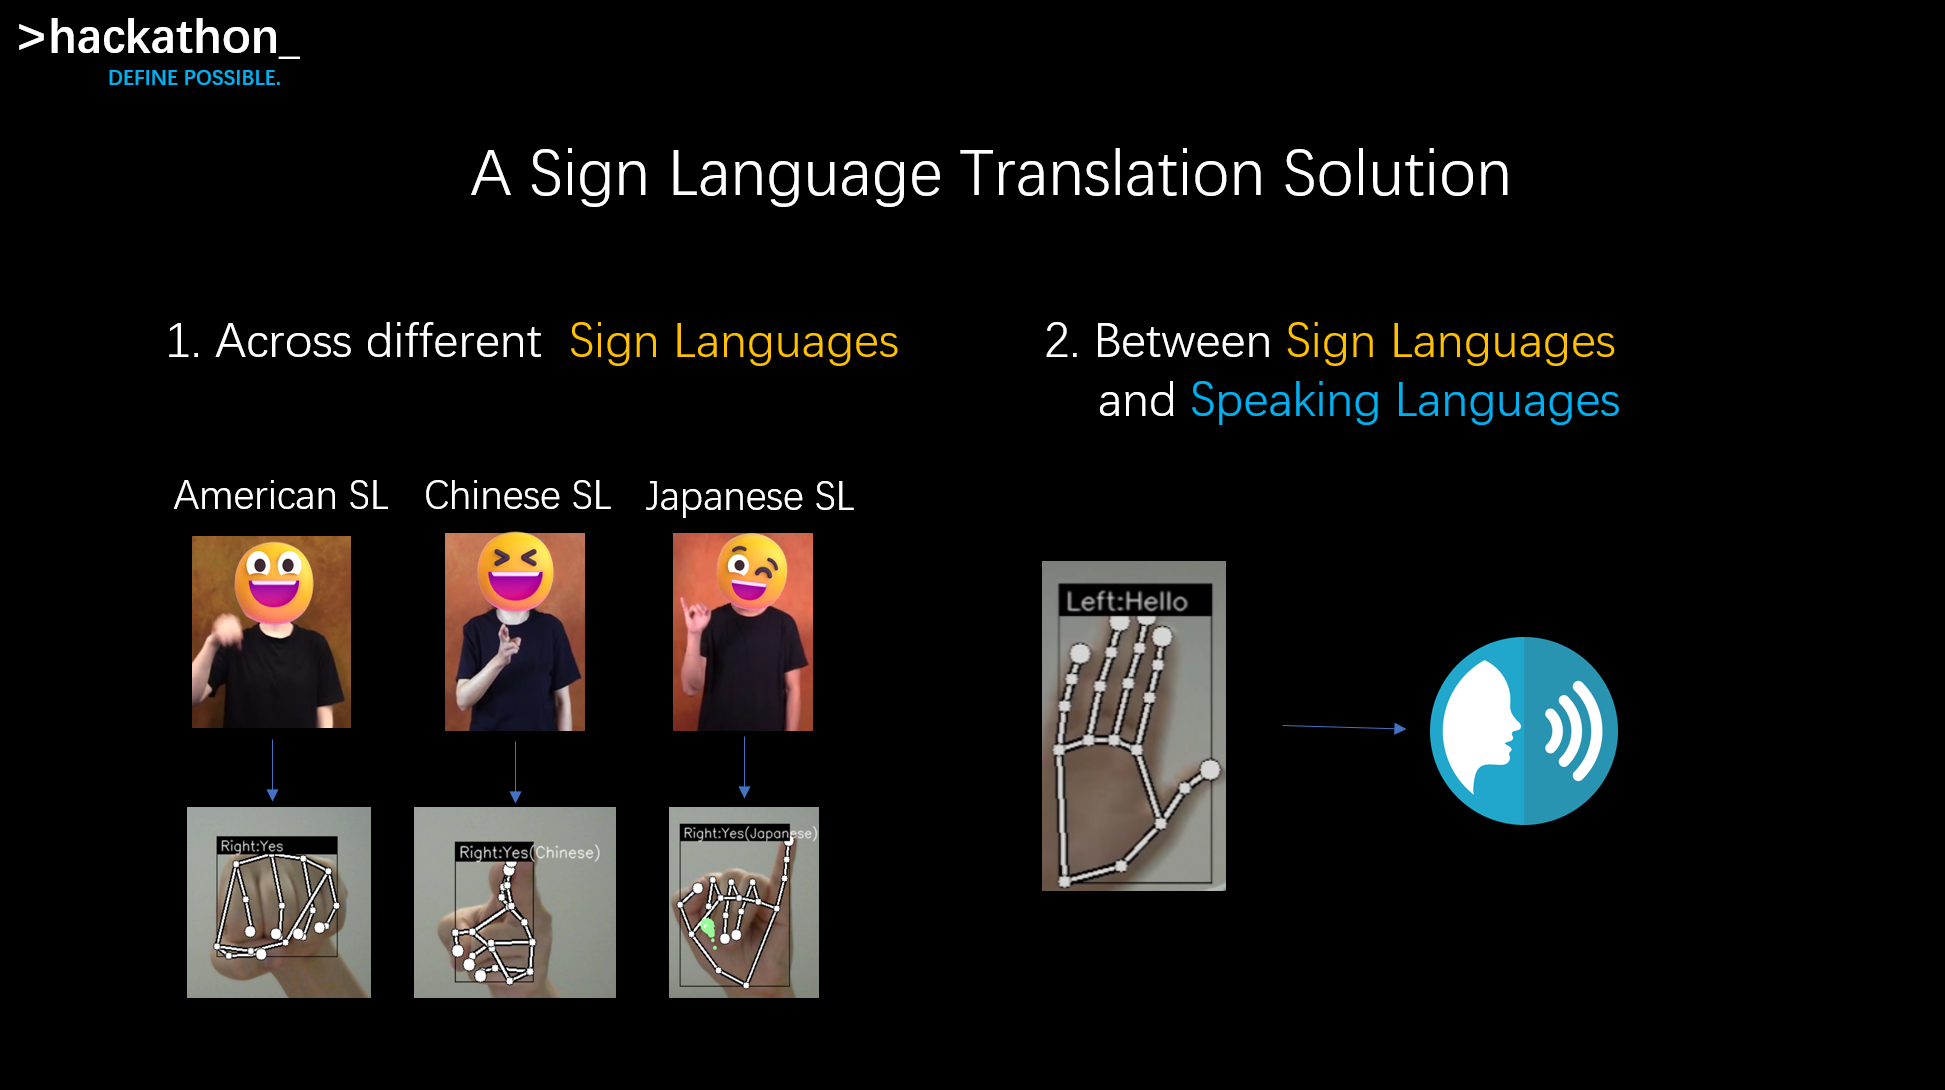 >hackathon_
DEFINE POSSIBLE.
A Sign Language Translation Solution
1. Across different Sign Languages
2. Between Sign Languages
and Speaking Languages
American SL
Chinese SL
Japanese SL
Left:Hello
Right:Yes
Right:Yes(Chinese)
Right:Yes(Japanese)